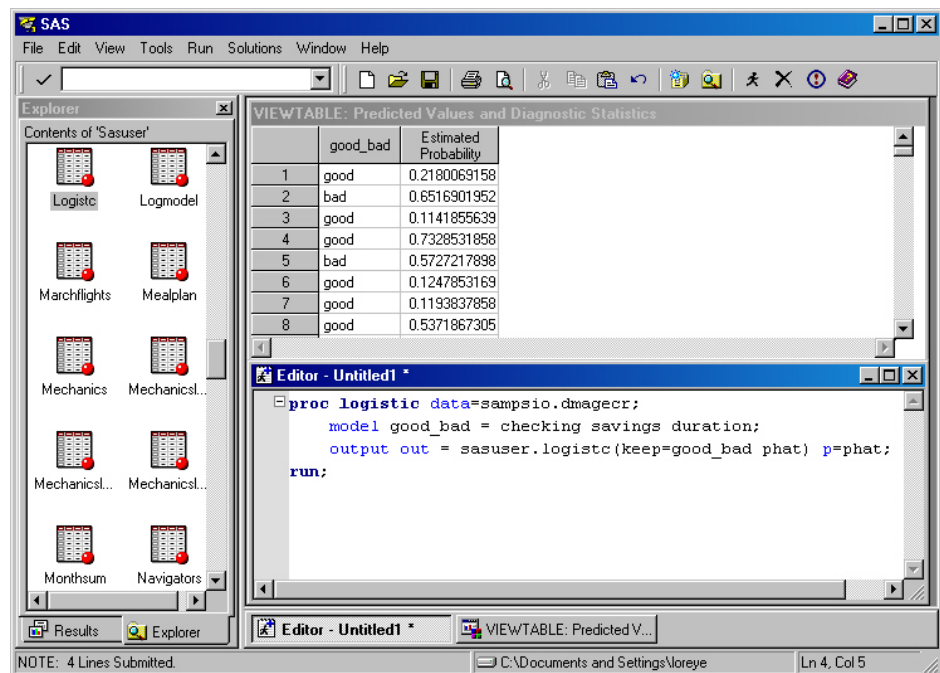 SAS
File Edit View Tools Run Solutions Window Help
Explorer
Contents of 'Sasuser'
Logistc Logmodel
Marchflights Mealplan
Mechanics Mechanicsl...
Mechanicsl... Mechanicsl...
Monthsum Navigators
Results Explorer
VIEWTABLE: Predicted Values and Diagnostic Statistics
good_bad Estimated Probability
1 good 0.2180069158
2 bad 0.6516901952
3 good 0.1141855639
4 good 0.7328531858
5 bad 0.5727217898
6 good 0.1247853169
7 good 0.1193837858
8 good 0.5371867305
Editor - Untitled1 *
proc logistic data=sampsio.dmagecr;
model good_bad = checking savings duration;
output out = sasuser.logistc(keep=good_bad phat) p=phat;
run;
Editor - Untitled1 * VIEWTABLE: Predicted V...
NOTE: 4 Lines Submitted. C:\Documents and Settings\loreye Ln 4, Col 5